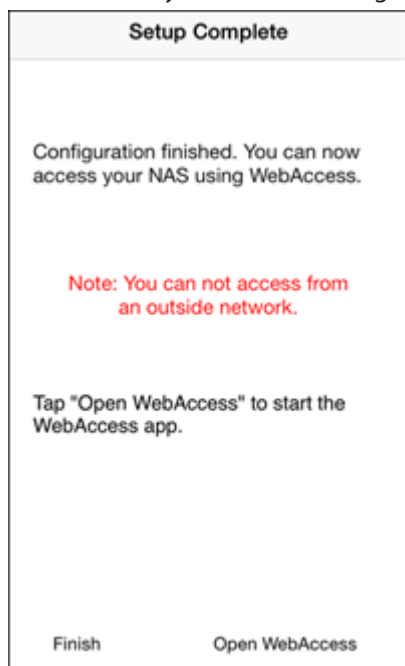 Setup Complete
Configuration finished. You can now
access your NAS using WebAccess.
Note: You can not access from
an outside network.
Tap "Open WebAccess" to start the
WebAccess app.
Finish Open WebAccess